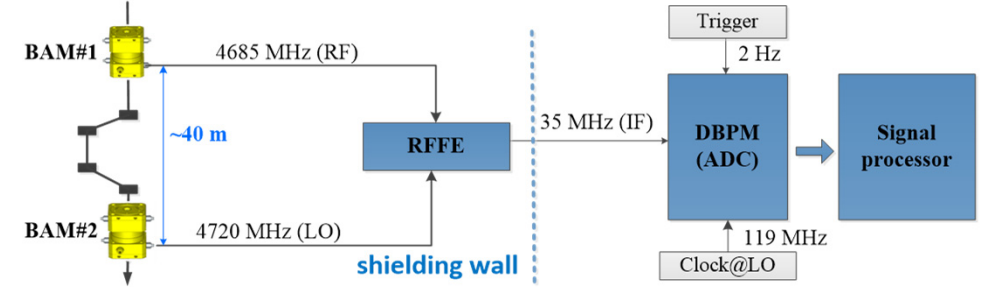 Trigger
BAM#1
4685 MHz (RF)
2 Hz
~40 m
35 MHz (IF)
RFFE
DBPM
(ADC)
Signal
processor
BAM#2
4720 MHz (LO)
119 MHz
shielding wall
Clock@LO